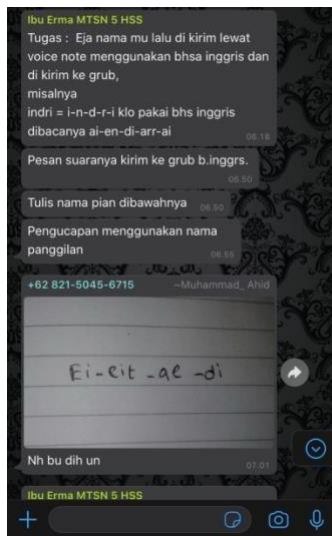 Ibu Erma MTSN 5 HSS
Tugas : Eja nama mu lalu di kirim lewat
voice note menggunakan bhsa inggris dan
di kirim ke grub,
misalnya
indri = i-n-d-r-i klo pakai bhs inggris
dibacanya ai-en-di-arr-ai
06.18
Pesan suaranya kirim ke grub b.inggrs.
06.50
Tulis nama pian dibawahnya 06.50
Pengucapan menggunakan nama
panggilan
06.55
+62 821-5045-6715 ~Muhammad_ Ahid
Ei-eit-ae-di
Nh bu dih un
07.01
Ibu Erma MTSN 5 HSS